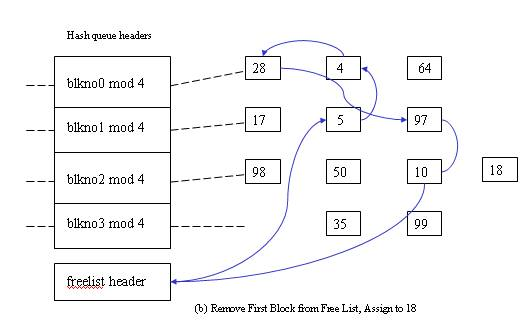 Hash queue headers
blkno0 mod 4 28 4 64
blkno1 mod 4 17 5 97
blkno2 mod 4 98 50 10 18
blkno3 mod 4 35 99
freelist header
(b) Remove First Block from Free List, Assign to 18